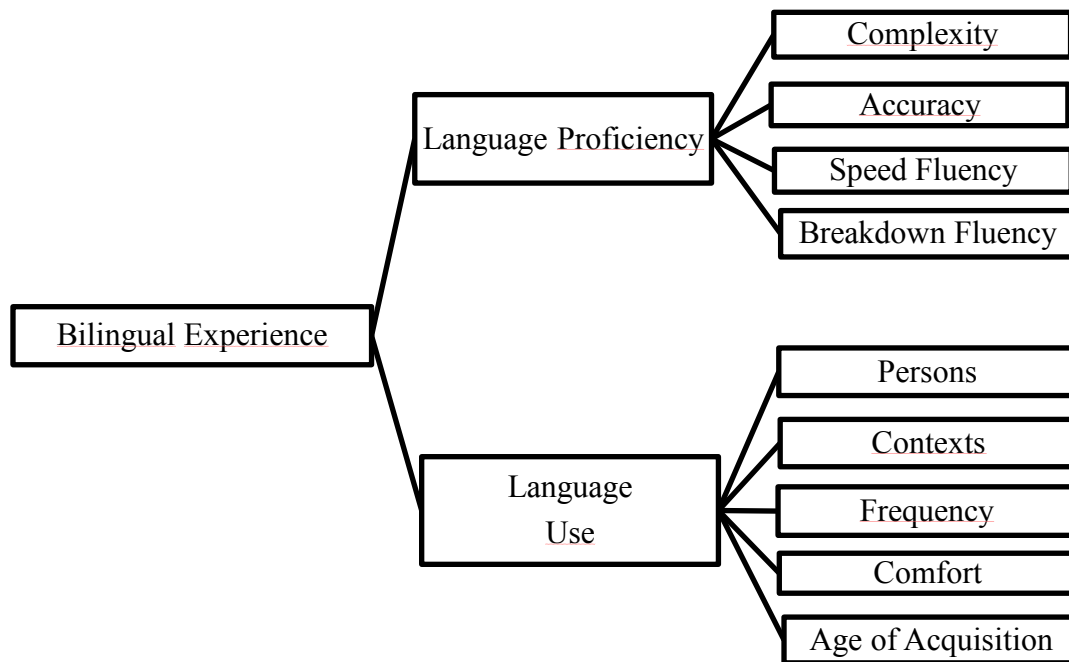 Bilingual Experience
Language Proficiency
Complexity
Accuracy
Speed Fluency
Breakdown Fluency
Language
Use
Persons
Contexts
Frequency
Comfort
Age of Acquisition